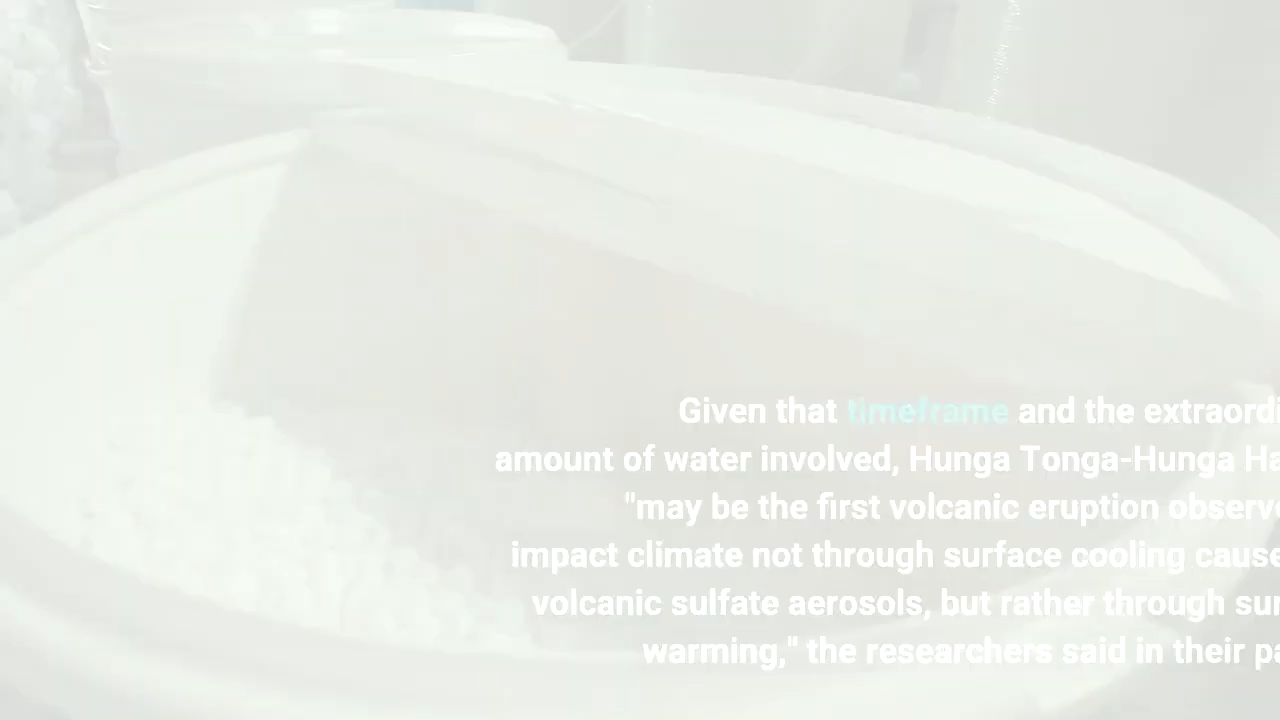 Given that timeframe and the extraordi
amount of water involved, Hunga Tonga-Hunga Ha
"may be the first volcanic eruption observe
impact climate not through surface cooling cause
volcanic sulfate aerosols, but rather through sur
warming," the researchers said in their pa